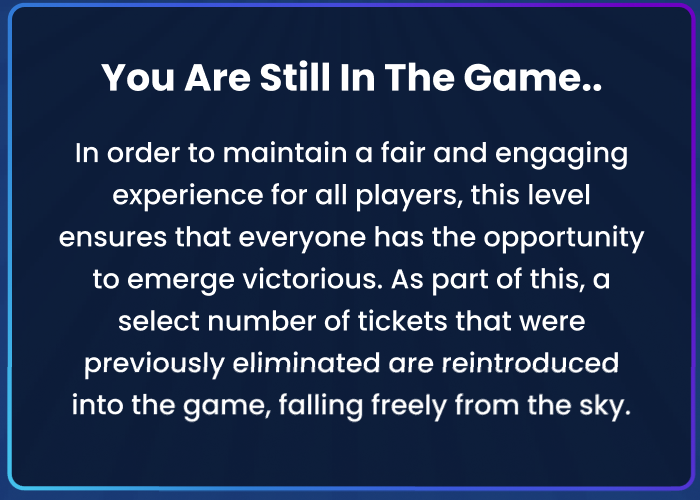 You Are Still In The Game..
In order to maintain a fair and engaging
experience for all players, this level
ensures that everyone has the opportunity
to emerge victorious. As part of this, a
select number of tickets that were
previously eliminated are reintroduced
into the game, falling freely from the sky.